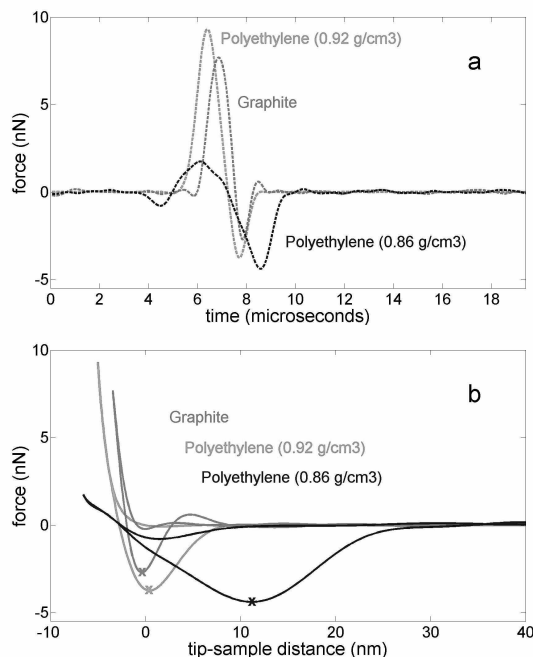 10
5
0
-5
force (nN)
Polyethylene (0.92 g/cm3)
a
Graphite
Polyethylene (0.86 g/cm3)
0 2 4 6 8 10 12 14 16 18
time (microseconds)
10
5
0
-5
force (nN)
b
Graphite
Polyethylene (0.92 g/cm3)
Polyethylene (0.86 g/cm3)
-10 0 10 20 30 40
tip-sample distance (nm)